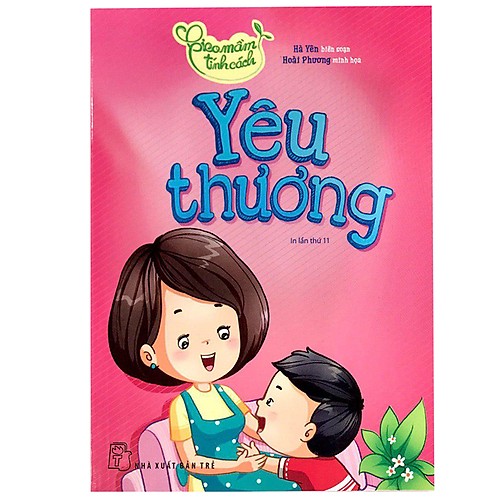 Gieo mầm
tính cách
Hà Yên biên soạn
Hoài Phương minh họa
Yêu
thương
In lần thứ 11
NHÀ XUẤT BẢN TRẺ